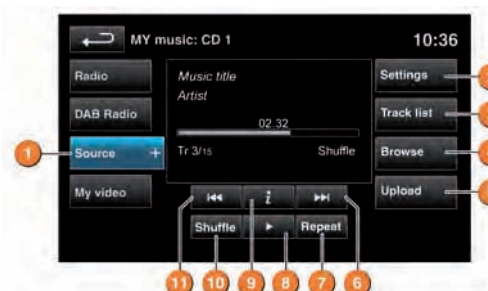 MY music: CD 1 10:36
Radio
Music title
Settings
Artist
DAB Radio
Track list
02 32
1
Source +
Tr 3/15
Shuffle
Browse
My video
i
Upload
Shuffle
Repeat
11 10 9 8 7 6